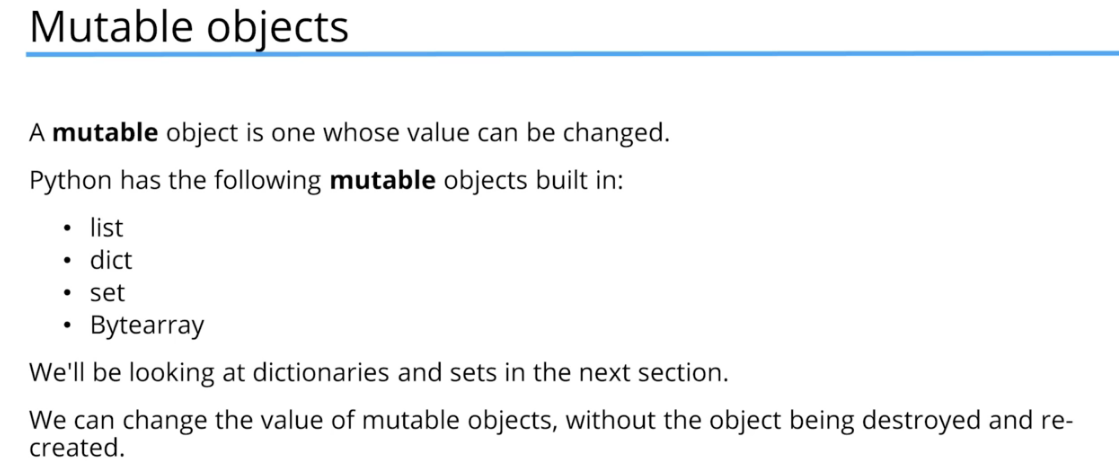 Mutable objects
A mutable object is one whose value can be changed.
Python has the following mutable objects built in:
• list
• dict
• set
• Bytearray
We'll be looking at dictionaries and sets in the next section.
We can change the value of mutable objects, without the object being destroyed and re-
created.